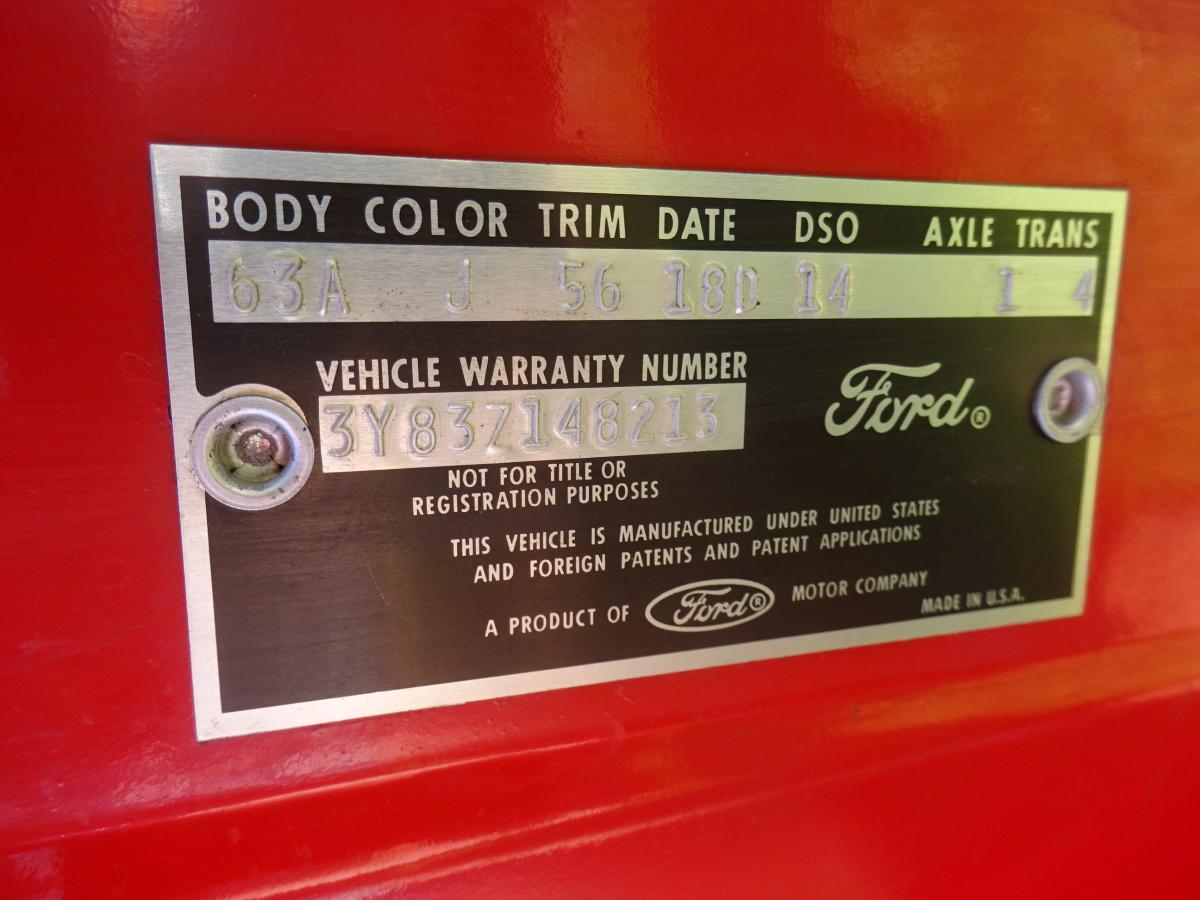 BODY COLOR TRIM DATE DSO AXLE TRANS
63A J 56 18D 14 1 4
VEHICLE WARRANTY NUMBER
3Y83Z148213
Ford®
NOT FOR TITLE OR
REGISTRATION PURPOSES
THIS VEHICLE IS MANUFACTURED UNDER UNITED STATES
AND FOREIGN PATENTS AND PATENT APPLICATIONS
A PRODUCT OF Ford® MOTOR COMPANY
MADE IN U.S.A.